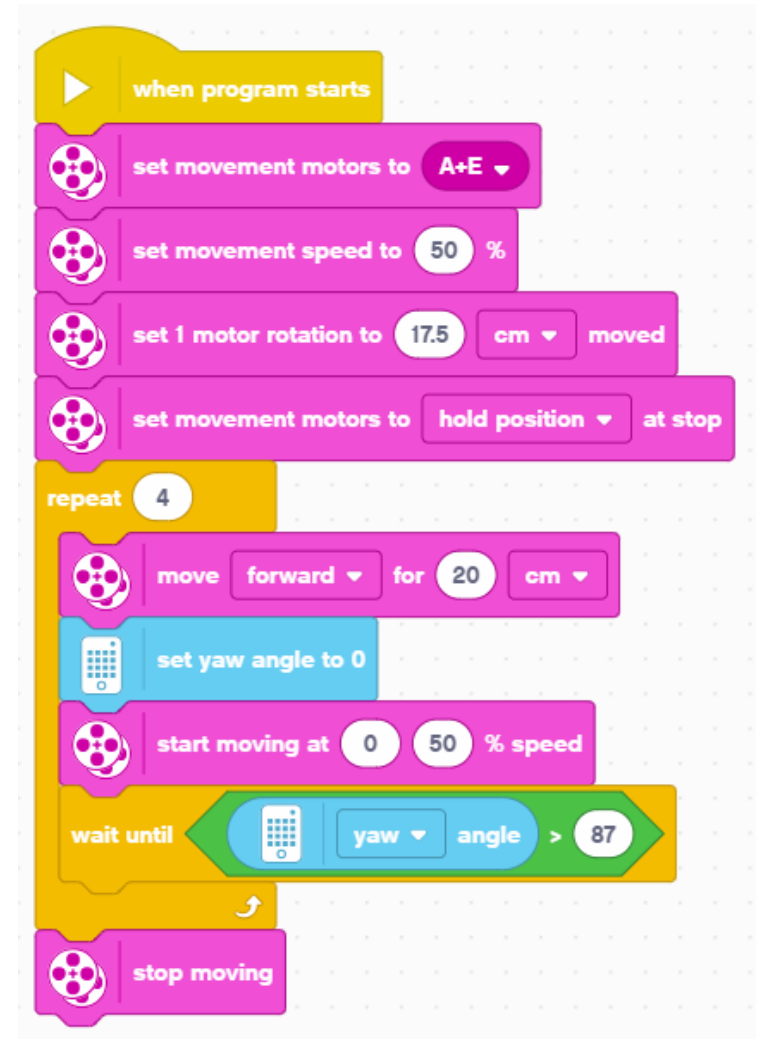 when program starts
set movement motors to A+E
set movement speed to 50 %
set 1 motor rotation to 17.5 cm moved
set movement motors to hold position at stop
repeat 4
move forward for 20 cm
set yaw angle to 0
start moving at 0 50 % speed
wait until yaw angle > 87
stop moving